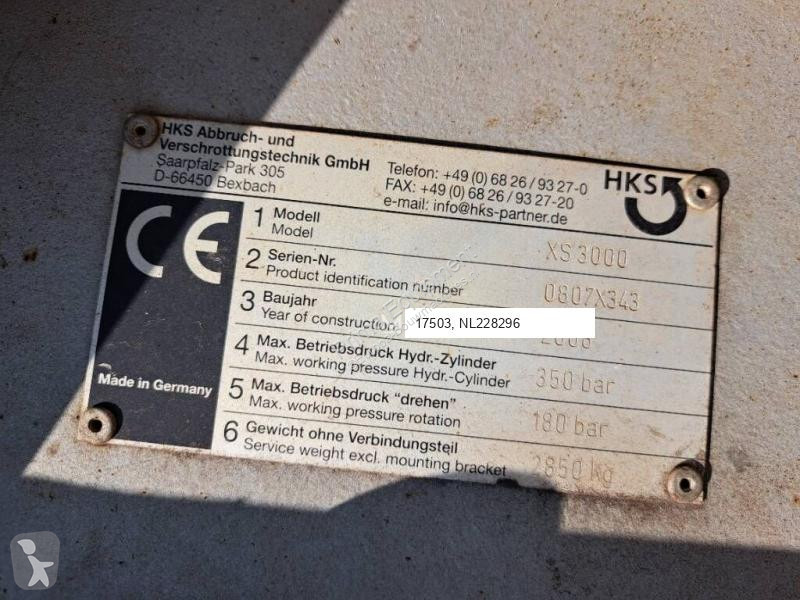 HKS Abbruch- und
Verschrottungstechnik GmbH
Saarpfalz-Park 305
D-66450 Bexbach
Telefon: +49 (0) 68 26 / 93 27-0
FAX: +49 (0) 68 26 / 93 27-20
e-mail: info@hks-partner.de
HKS
CE
Made in Germany
1 Modell
Model
XS 3000
2 Serien-Nr.
Product identification number
0807X343
3 Baujahr
Year of construction
17503, NL228296
4 Max. Betriebsdruck Hydr.-Zylinder
Max. working pressure Hydr.-Cylinder
350 bar
5 Max. Betriebsdruck "drehen"
Max. working pressure rotation
180 bar
6 Gewicht ohne Verbindungsteil
Service weight excl. mounting bracket
2850 kg